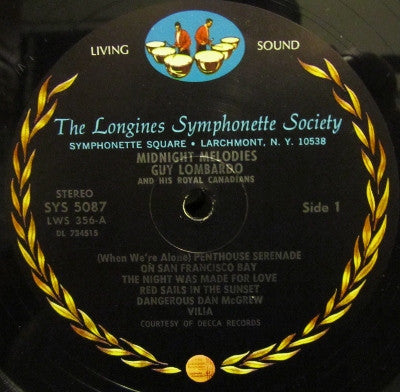 LIVING SOUND
The Longines Symphonette Society
SYMPHONETTE SQUARE • LARCHMONT, N. Y. 10538
MIDNIGHT MELODIES
GUY LOMBARDO
AND HIS ROYAL CANADIANS
STEREO
SYS 5087
LWS 356-A
DL 734515
Side 1
(When We're Alone) PENTHOUSE SERENADE
ON SAN FRANCISCO BAY
THE NIGHT WAS MADE FOR LOVE
RED SAILS IN THE SUNSET
DANGEROUS DAN McGREW
VILIA
COURTESY OF DECCA RECORDS